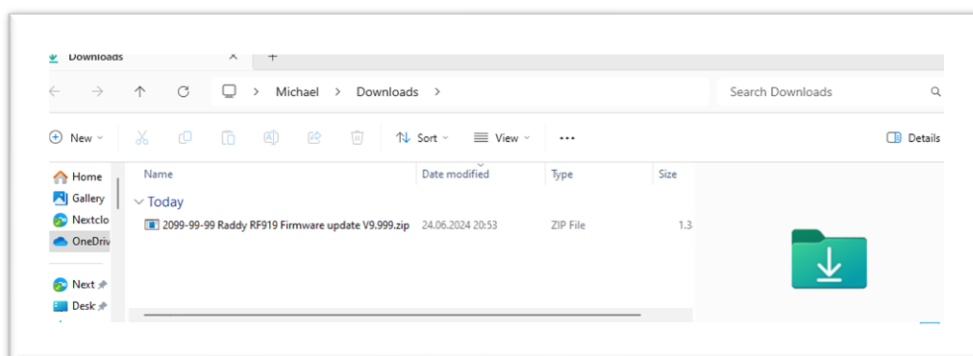 Downloads
Michael > Downloads >
Search Downloads
New
Sort
View
Details
Home
Gallery
Nextclo
OneDriv
Next
Desk
Name
Date modified
Type
Size
Today
2099-99-99 Raddy RF919 Firmware update V9.999.zip 24.06.2024 20:53 ZIP File 1.3